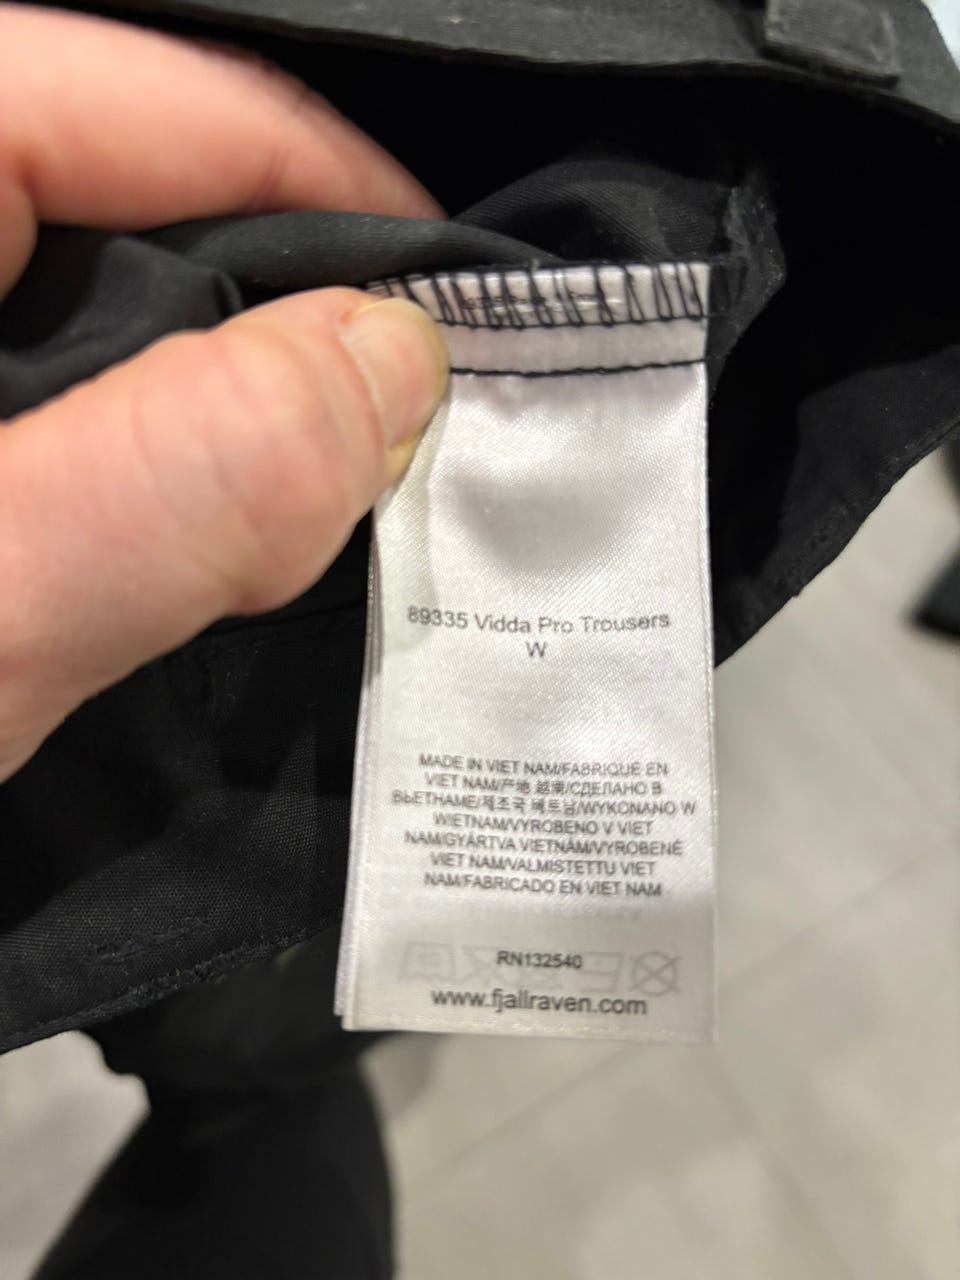 89335 Vidda Pro Trousers
W
MADE IN VIET NAM/FABRIQUÉ EN
VIET NAM/产地 越南/СДЕЛАНО В
ВЬЕТНАМЕ/제조국 베트남/WYKONANO W
WIETNAM/VYROBENO V VIET
NAM/GYÁRTVA VIETNÁM/VYROBENÉ
VIET NAM/VALMISTETTU VIET
NAM/FABRICADO EN VIET NAM
RN132540
www.fjallraven.com